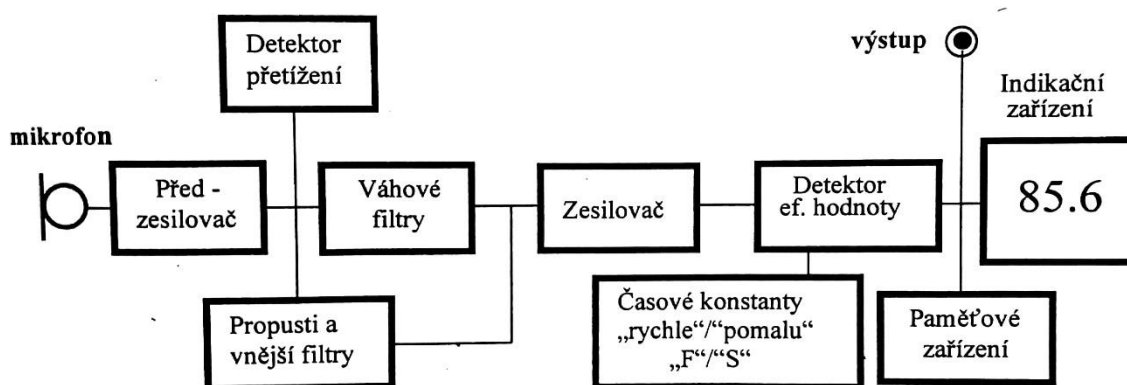 Detektor
přetížení
výstup
Indikační
zařízení
mikrofon
Před -
zesilovač
Váhové
filtry
Zesilovač
Detektor
ef. hodnoty
85.6
Propusti a
vnější filtry
Časové konstanty
„rychle“/“pomalu“
„F“/“S“
Paměťové
zařízení